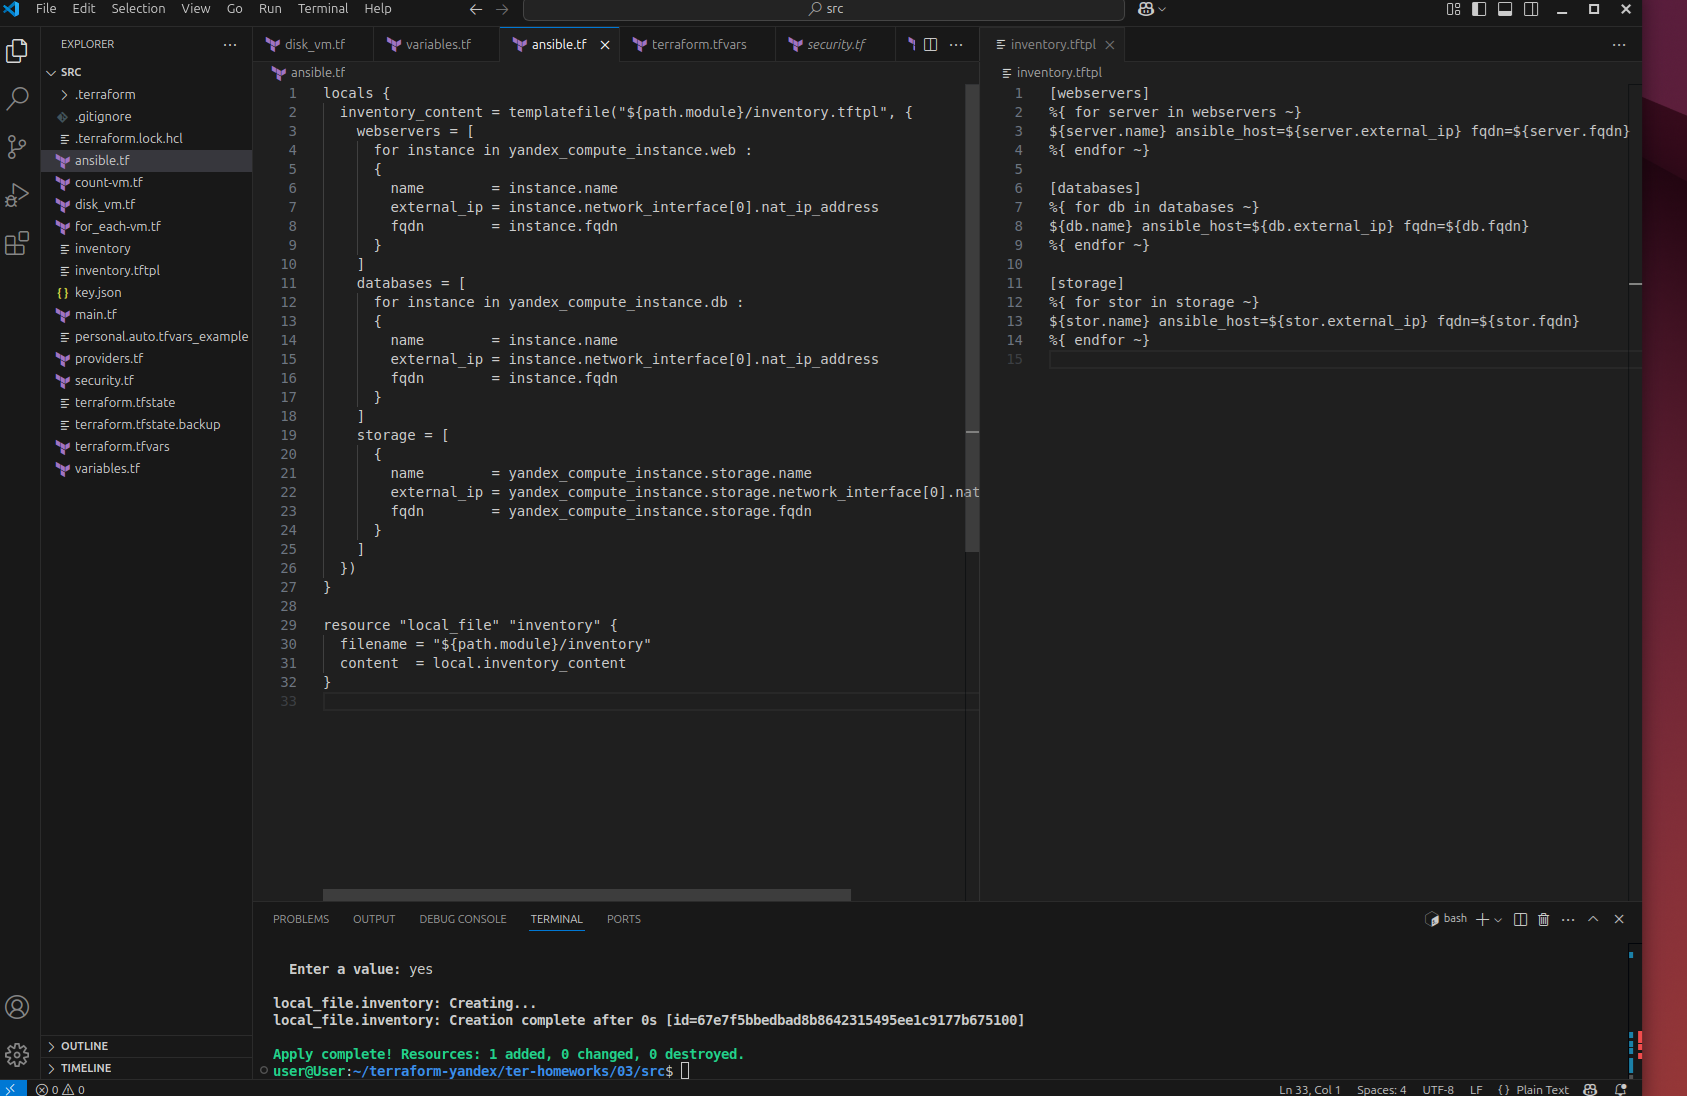 File Edit Selection View Go Run Terminal Help
src
EXPLORER
SRC
.terraform
.gitignore
.terraform.lock.hcl
ansible.tf
count-vm.tf
disk_vm.tf
for_each-vm.tf
inventory
inventory.tftpl
key.json
main.tf
personal.auto.tfvars_example
providers.tf
security.tf
terraform.tfstate
terraform.tfstate.backup
terraform.tfvars
variables.tf
OUTLINE
TIMELINE
disk_vm.tf variables.tf ansible.tf terraform.tfvars security.tf
ansible.tf
1 locals {
2 inventory_content = templatefile("${path.module}/inventory.tftpl", {
3 webservers = [
4 for instance in yandex_compute_instance.web :
5 {
6 name = instance.name
7 external_ip = instance.network_interface[0].nat_ip_address
8 fqdn = instance.fqdn
9 }
10 ]
11 databases = [
12 for instance in yandex_compute_instance.db :
13 {
14 name = instance.name
15 external_ip = instance.network_interface[0].nat_ip_address
16 fqdn = instance.fqdn
17 }
18 ]
19 storage = [
20 {
21 name = yandex_compute_instance.storage.name
22 external_ip = yandex_compute_instance.storage.network_interface[0].nat
23 fqdn = yandex_compute_instance.storage.fqdn
24 }
25 ]
26 })
27 }
28
29 resource "local_file" "inventory" {
30 filename = "${path.module}/inventory"
31 content = local.inventory_content
32 }
33
inventory.tftpl
inventory.tftpl
1 [webservers]
2 %{ for server in webservers ~}
3 ${server.name} ansible_host=${server.external_ip} fqdn=${server.fqdn}
4 %{ endfor ~}
5
6 [databases]
7 %{ for db in databases ~}
8 ${db.name} ansible_host=${db.external_ip} fqdn=${db.fqdn}
9 %{ endfor ~}
10
11 [storage]
12 %{ for stor in storage ~}
13 ${stor.name} ansible_host=${stor.external_ip} fqdn=${stor.fqdn}
14 %{ endfor ~}
15
PROBLEMS OUTPUT DEBUG CONSOLE TERMINAL PORTS
bash
Enter a value: yes
local_file.inventory: Creating...
local_file.inventory: Creation complete after 0s [id=67e7f5bbedbad8b8642315495ee1c9177b675100]
Apply complete! Resources: 1 added, 0 changed, 0 destroyed.
user@User:~/terraform-yandex/ter-homeworks/03/src$
0 0
Ln 33, Col 1 Spaces: 4 UTF-8 LF {} Plain Text